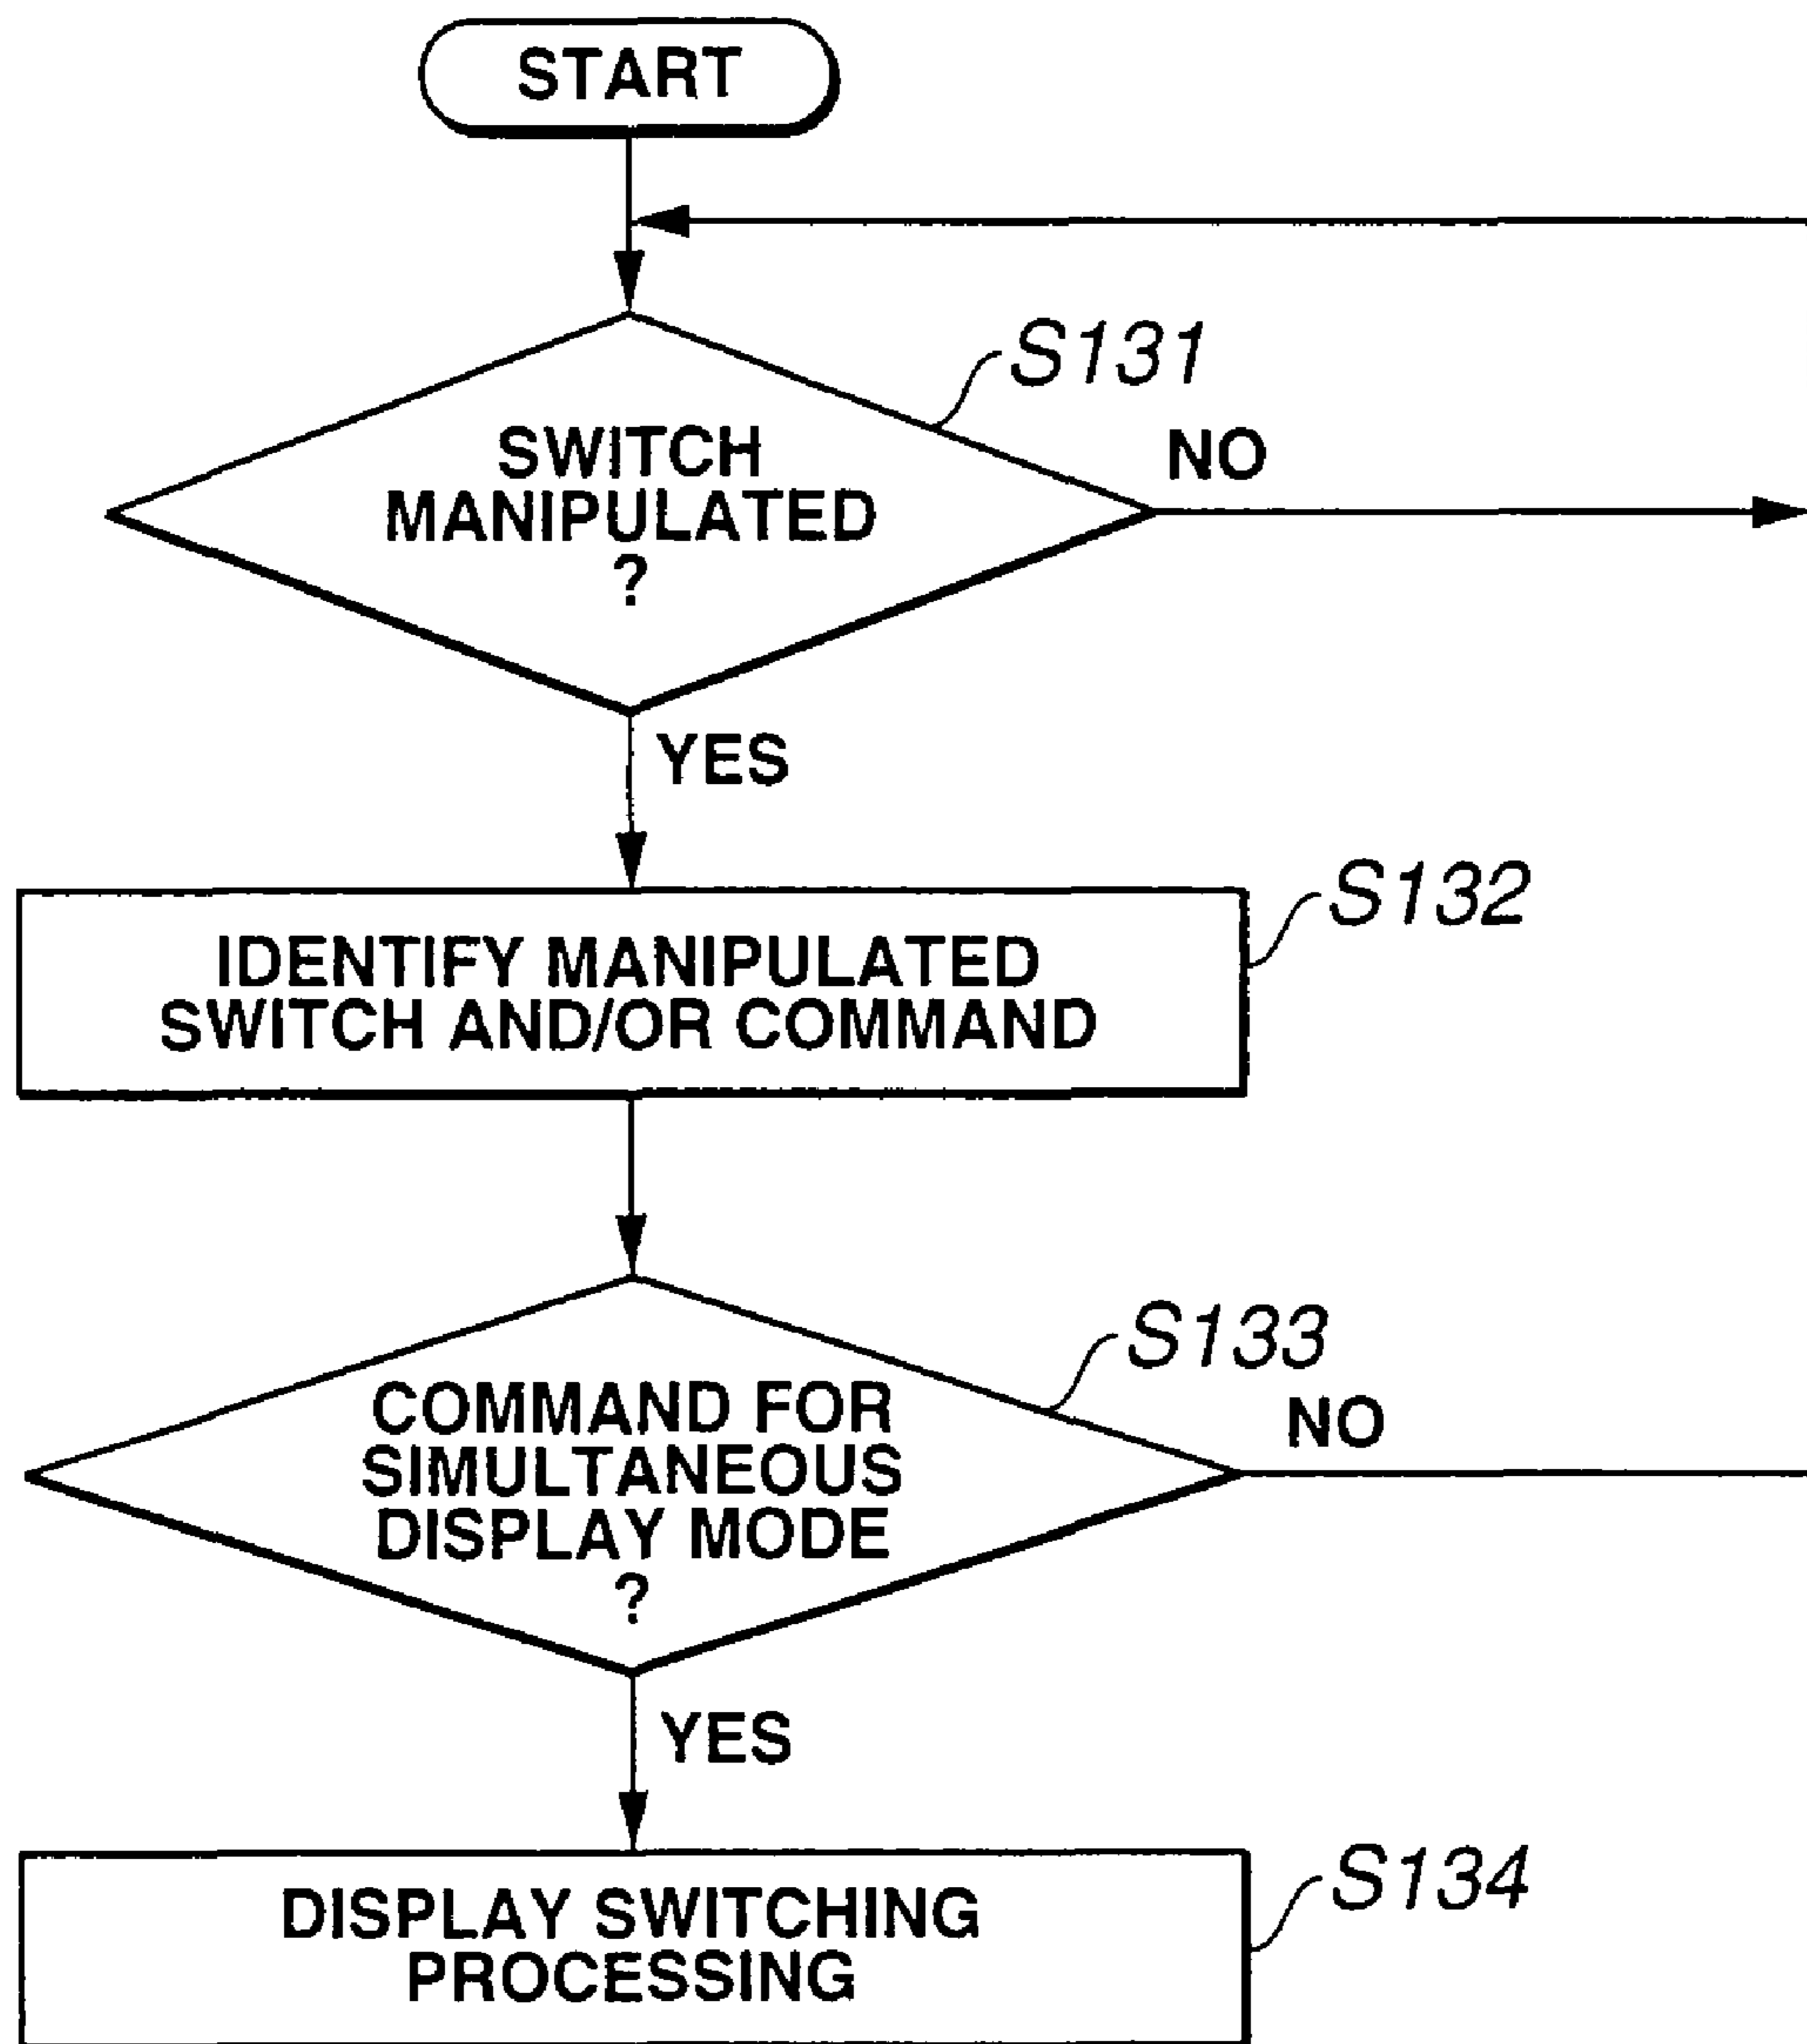 START
S131
SWITCH
MANIPULATED
?
NO
YES
S132
IDENTIFY MANIPULATED
SWITCH AND/OR COMMAND
S133
COMMAND FOR
SIMULTANEOUS
DISPLAY MODE
?
NO
YES
S134
DISPLAY SWITCHING
PROCESSING